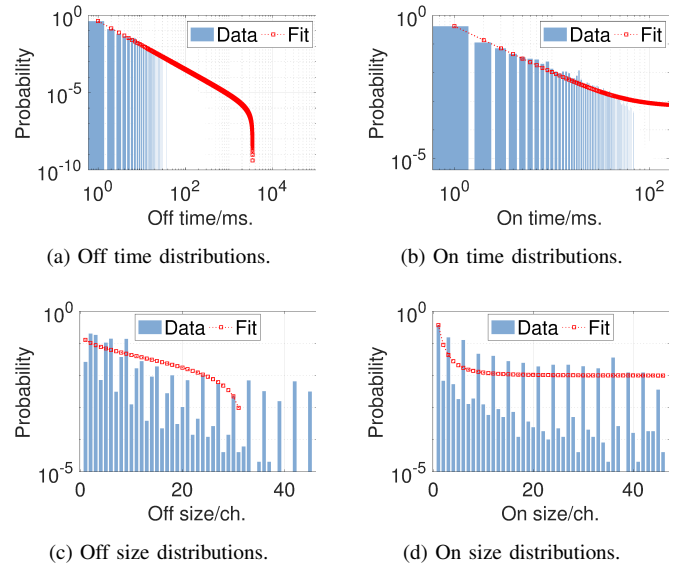 10^0
Data Fit
10^-5
10^-10
Probability
10^0 10^2 10^4
Off time/ms.
(a) Off time distributions.
10^0
Data Fit
10^-5
Probability
10^0 10^2
On time/ms.
(b) On time distributions.
10^0
Data Fit
10^-5
Probability
0 20 40
Off size/ch.
(c) Off size distributions.
10^0
Data Fit
10^-5
Probability
0 20 40
On size/ch.
(d) On size distributions.